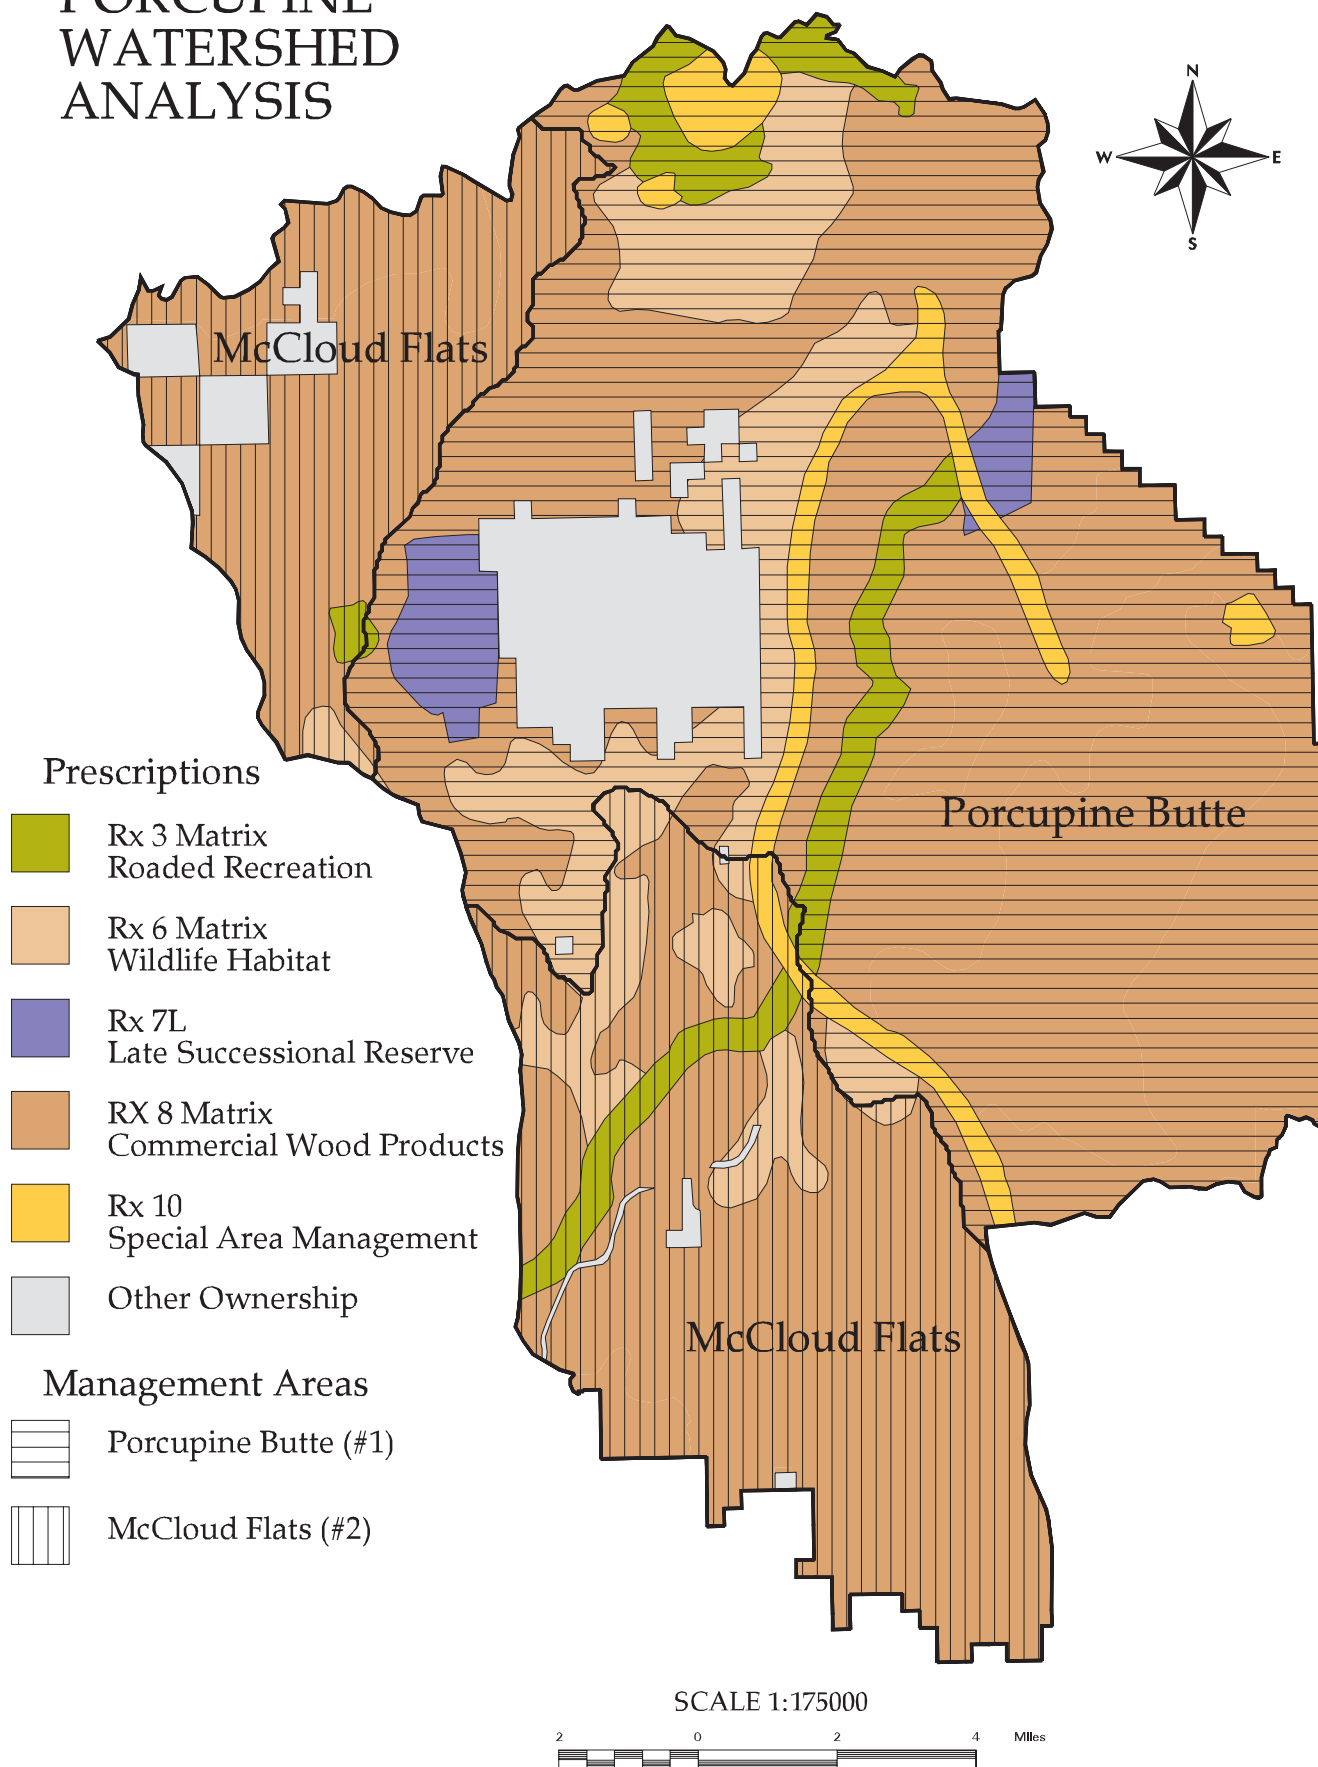 PORCUPINE
WATERSHED
ANALYSIS
N
W
E
S
McCloud Flats
Porcupine Butte
McCloud Flats
Prescriptions
Rx 3 Matrix
Roaded Recreation
Rx 6 Matrix
Wildlife Habitat
Rx 7L
Late Successional Reserve
RX 8 Matrix
Commercial Wood Products
Rx 10
Special Area Management
Other Ownership
Management Areas
Porcupine Butte (#1)
McCloud Flats (#2)
SCALE 1:175000
2 0 2 4 Miles